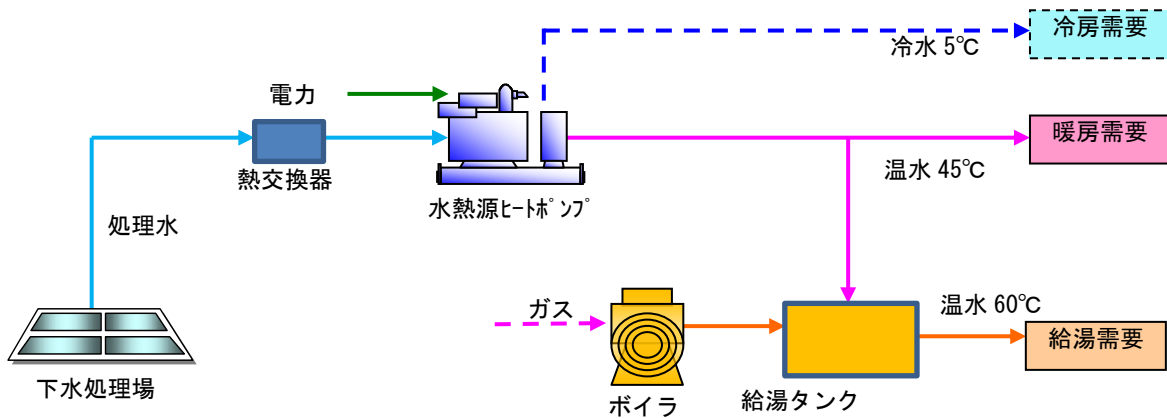 冷房需要
冷水 5℃
電力
暖房需要
熱交換器
温水 45℃
水熱源ﾋｰﾄﾎﾟﾝﾌﾟ
処理水
ガス
温水 60℃
給湯需要
下水処理場
ボイラ
給湯タンク